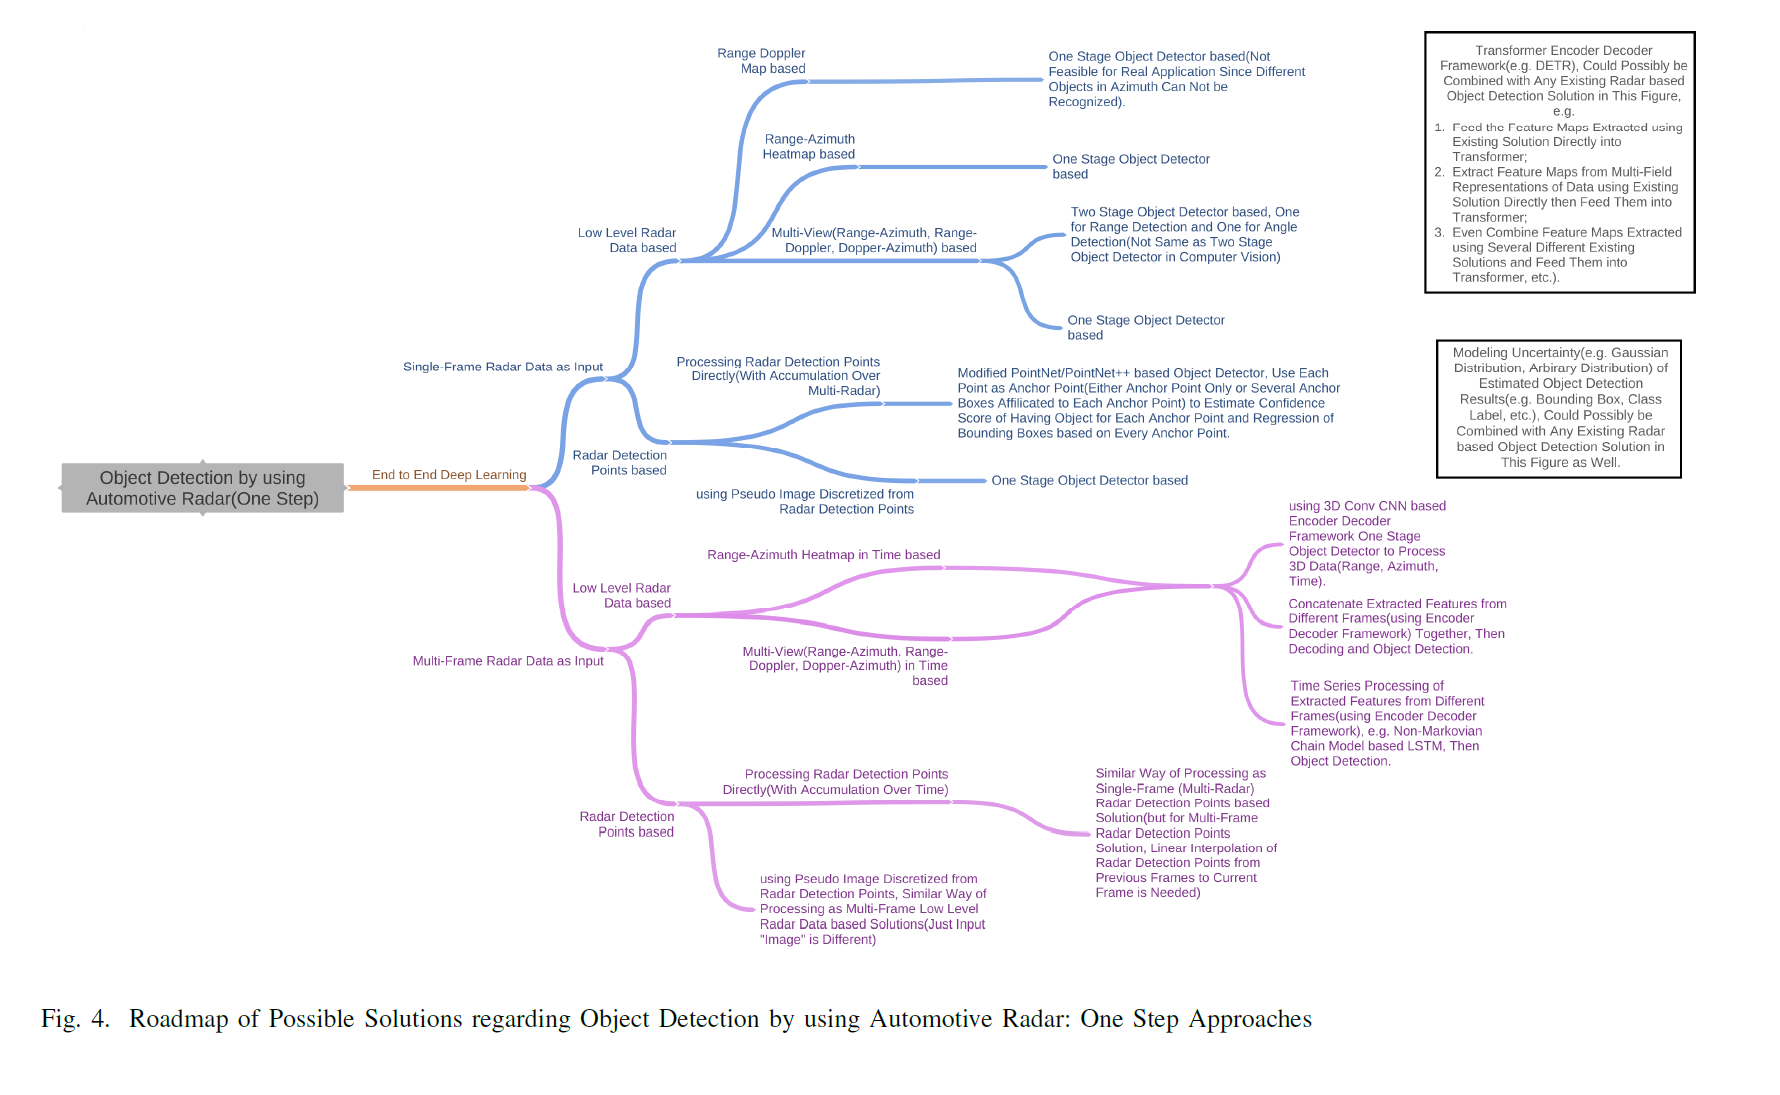 Range Doppler
Map based
One Stage Object Detector based(Not
Feasible for Real Application Since Different
Objects in Azimuth Can Not be
Recognized).
Range-Azimuth
Heatmap based
One Stage Object Detector
based
Low Level Radar
Data based
Multi-View(Range-Azimuth, Range-
Doppler, Dopper-Azimuth) based
Two Stage Object Detector based, One
for Range Detection and One for Angle
Detection(Not Same as Two Stage
Object Detector in Computer Vision)
One Stage Object Detector
based
Single-Frame Radar Data as Input
Processing Radar Detection Points
Directly(With Accumulation Over
Multi-Radar)
Modified PointNet/PointNet++ based Object Detector, Use Each
Point as Anchor Point(Either Anchor Point Only or Several Anchor
Boxes Affilicated to Each Anchor Point) to Estimate Confidence
Score of Having Object for Each Anchor Point and Regression of
Bounding Boxes based on Every Anchor Point.
Radar Detection
Points based
using Pseudo Image Discretized from
Radar Detection Points
One Stage Object Detector based
Object Detection by using
Automotive Radar(One Step)
End to End Deep Learning
Transformer Encoder Decoder
Framework(e.g. DETR), Could Possibly be
Combined with Any Existing Radar based
Object Detection Solution in This Figure,
e.g.
1. Feed the Feature Maps Extracted using
Existing Solution Directly into
Transformer;
2. Extract Feature Maps from Multi-Field
Representations of Data using Existing
Solution Directly then Feed Them into
Transformer;
3. Even Combine Feature Maps Extracted
using Several Different Existing
Solutions and Feed Them into
Transformer, etc.).
Modeling Uncertainty(e.g. Gaussian
Distribution, Arbirary Distribution) of
Estimated Object Detection
Results(e.g. Bounding Box, Class
Label, etc.), Could Possibly be
Combined with Any Existing Radar
based Object Detection Solution in
This Figure as Well.
Range-Azimuth Heatmap in Time based
Low Level Radar
Data based
Multi-View(Range-Azimuth, Range-
Doppler, Dopper-Azimuth) in Time
based
using 3D Conv CNN based
Encoder Decoder
Framework One Stage
Object Detector to Process
3D Data(Range, Azimuth,
Time).
Concatenate Extracted Features from
Different Frames(using Encoder
Decoder Framework) Together, Then
Decoding and Object Detection.
Time Series Processing of
Extracted Features from Different
Frames(using Encoder Decoder
Framework), e.g. Non-Markovian
Chain Model based LSTM, Then
Object Detection.
Multi-Frame Radar Data as Input
Processing Radar Detection Points
Directly(With Accumulation Over Time)
Radar Detection
Points based
Similar Way of Processing as
Single-Frame (Multi-Radar)
Radar Detection Points based
Solution(but for Multi-Frame
Radar Detection Points
Solution, Linear Interpolation of
Radar Detection Points from
Previous Frames to Current
Frame is Needed)
using Pseudo Image Discretized from
Radar Detection Points, Similar Way of
Processing as Multi-Frame Low Level
Radar Data based Solutions(Just Input
"Image" is Different)
Fig. 4. Roadmap of Possible Solutions regarding Object Detection by using Automotive Radar: One Step Approaches